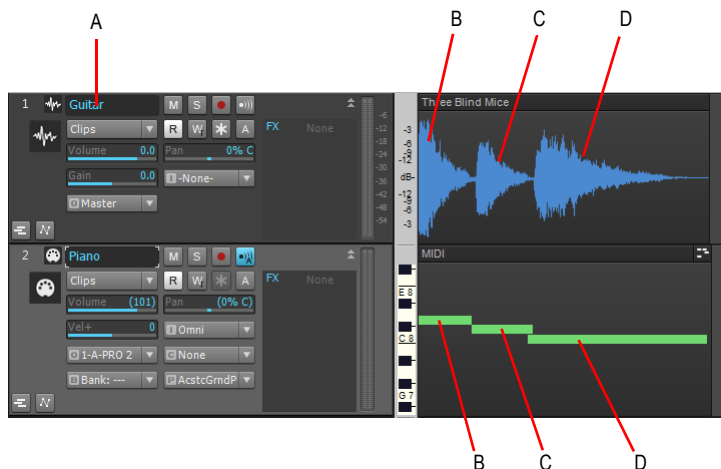 A B C D
1 Guitar M S
Clips R W * A FX None
Volume 0.0 Pan 0% C
Gain 0.0 I -None-
O Master
-6
-12
-18
-24
-30
-36
-42
-48
-54
Three Blind Mice
-3
-6
-9
-12
dB-
-12
-9
-6
-3
2 Piano M S
Clips R W * A FX None
Volume (101) Pan (0% C)
Vel+ 0 I Omni
O 1-A-PRO 2 C None
B Bank: --- P AcstcGrndP
MIDI
E 8
C 8
G 7
B C D